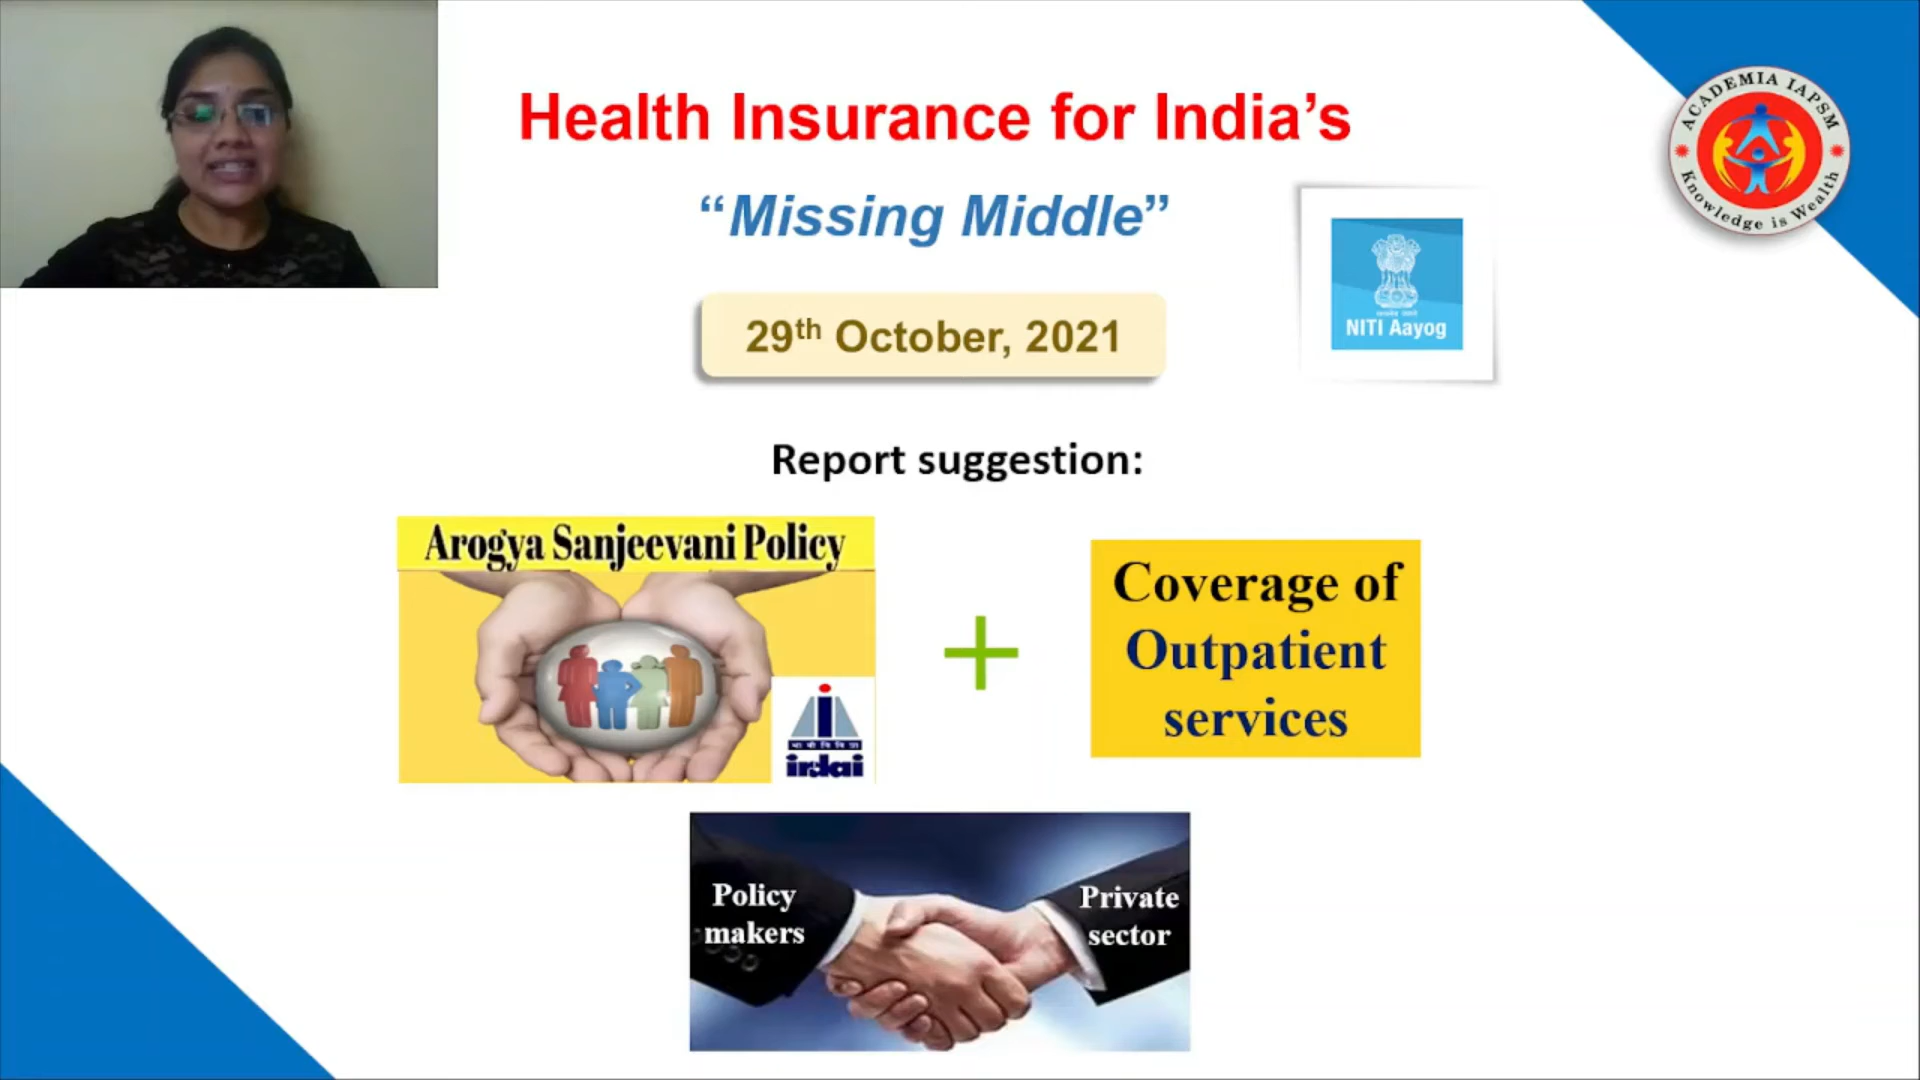 Health Insurance for India's
"Missing Middle"
ACADEMIA IAPSM
Knowledge is Wealth
NITI Aayog
29th October, 2021
Report suggestion:
Arogya Sanjeevani Policy
irdai
+
Coverage of
Outpatient
services
Policy
makers
Private
sector